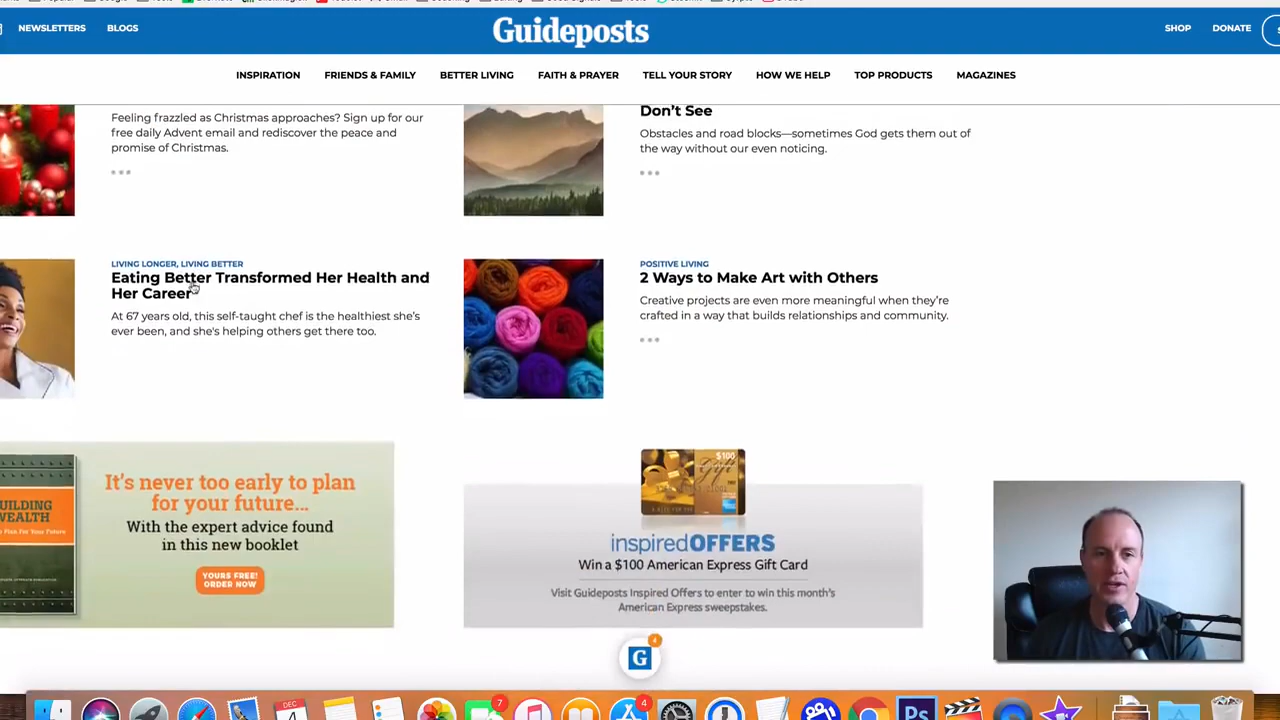 NEWSLETTERS BLOGS Guideposts SHOP DONATE
INSPIRATION FRIENDS & FAMILY BETTER LIVING FAITH & PRAYER TELL YOUR STORY HOW WE HELP TOP PRODUCTS MAGAZINES
Feeling frazzled as Christmas approaches? Sign up for our
free daily Advent email and rediscover the peace and
promise of Christmas.
Don't See
Obstacles and road blocks—sometimes God gets them out of
the way without our even noticing.
LIVING LONGER, LIVING BETTER
Eating Better Transformed Her Health and
Her Career
At 67 years old, this self-taught chef is the healthiest she's
ever been, and she's helping others get there too.
POSITIVE LIVING
2 Ways to Make Art with Others
Creative projects are even more meaningful when they're
crafted in a way that builds relationships and community.
UILDING
WEALTH
It's never too early to plan
for your future...
With the expert advice found
in this new booklet
YOURS FREE!
ORDER NOW
$100
inspiredOFFERS
Win a $100 American Express Gift Card
Visit Guideposts Inspired Offers to enter to win this month's
American Express sweepstakes.
G 4
DEC
4
7
4
Ps